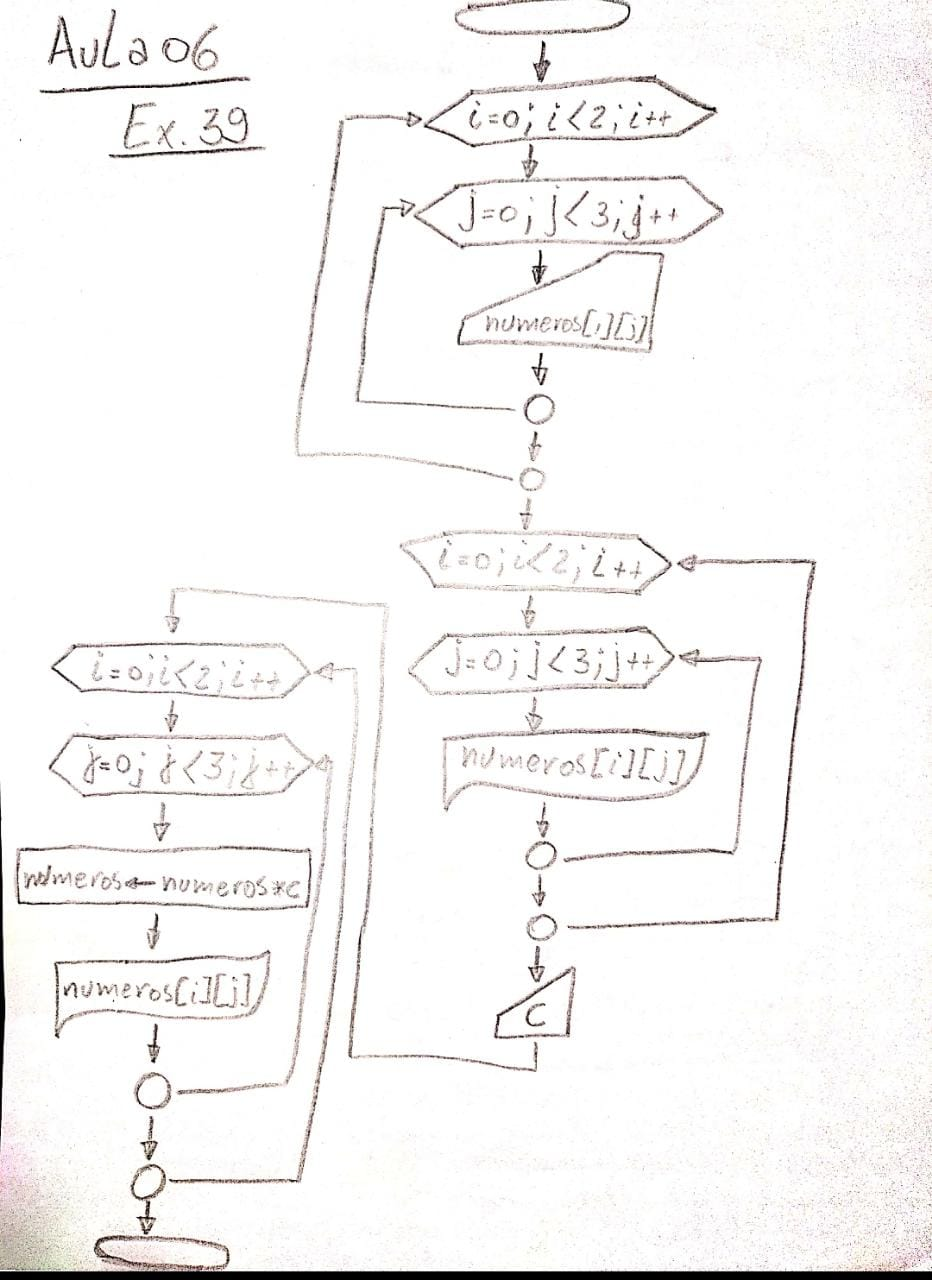 Aula 06
Ex. 39
i=0; i<2; i++
j=0; j<3; j++
numeros[i][j]
i=0; i<2; i++
j=0; j<3; j++
numeros[i][j]
C
i=0; i<2; i++
j=0; j<3; j++
numeros ← numeros*c
numeros[i][j]